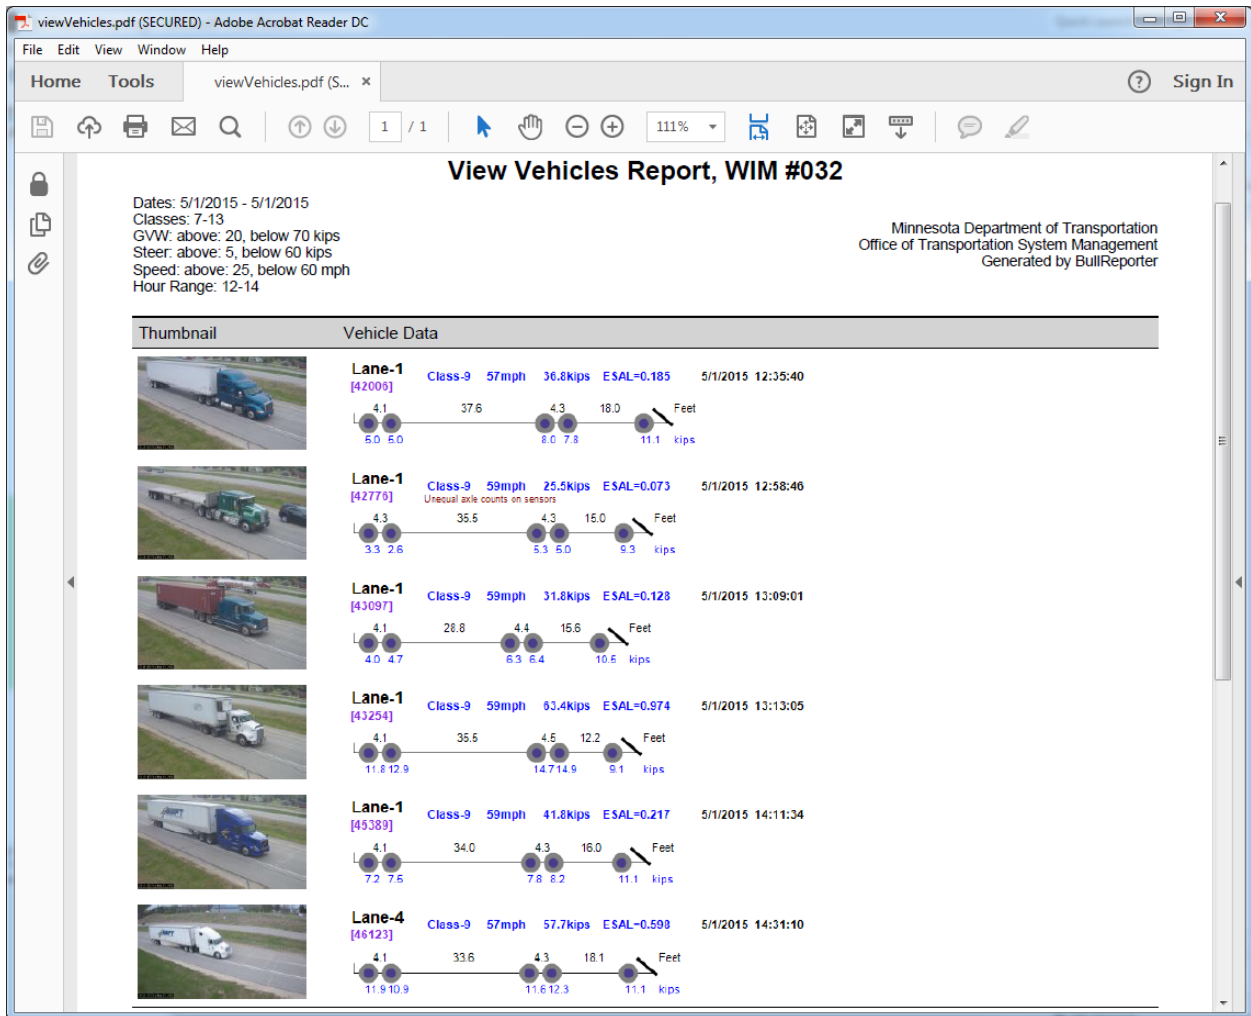 viewVehicles.pdf (SECURED) - Adobe Acrobat Reader DC
File Edit View Window Help
Home Tools viewVehicles.pdf (S... × Sign In
1 / 1 111%
View Vehicles Report, WIM #032
Dates: 5/1/2015 - 5/1/2015
Classes: 7-13
GVW: above: 20, below 70 kips
Steer: above: 5, below 60 kips
Speed: above: 25, below 60 mph
Hour Range: 12-14
Minnesota Department of Transportation
Office of Transportation System Management
Generated by BullReporter
Thumbnail Vehicle Data
Lane-1 Class-9 57mph 36.8kips ESAL=0.185 5/1/2015 12:35:40
[42006]
4.1 37.6 4.3 18.0 Feet
5.0 5.0 8.0 7.8 11.1 kips
Lane-1 Class-9 59mph 25.5kips ESAL=0.073 5/1/2015 12:58:46
[42776] Unequal axle counts on sensors
4.3 35.5 4.3 15.0 Feet
3.3 2.6 5.3 5.0 9.3 kips
Lane-1 Class-9 59mph 31.8kips ESAL=0.128 5/1/2015 13:09:01
[43097]
4.1 28.8 4.4 15.6 Feet
4.0 4.7 6.3 6.4 10.5 kips
Lane-1 Class-9 59mph 63.4kips ESAL=0.974 5/1/2015 13:13:05
[43254]
4.1 35.5 4.5 12.2 Feet
11.8 12.9 14.7 14.9 9.1 kips
Lane-1 Class-9 59mph 41.8kips ESAL=0.217 5/1/2015 14:11:34
[45389]
4.1 34.0 4.3 16.0 Feet
7.2 7.5 7.8 8.2 11.1 kips
Lane-4 Class-9 57mph 57.7kips ESAL=0.598 5/1/2015 14:31:10
[46123]
4.1 33.6 4.3 18.1 Feet
11.9 10.9 11.6 12.3 11.1 kips